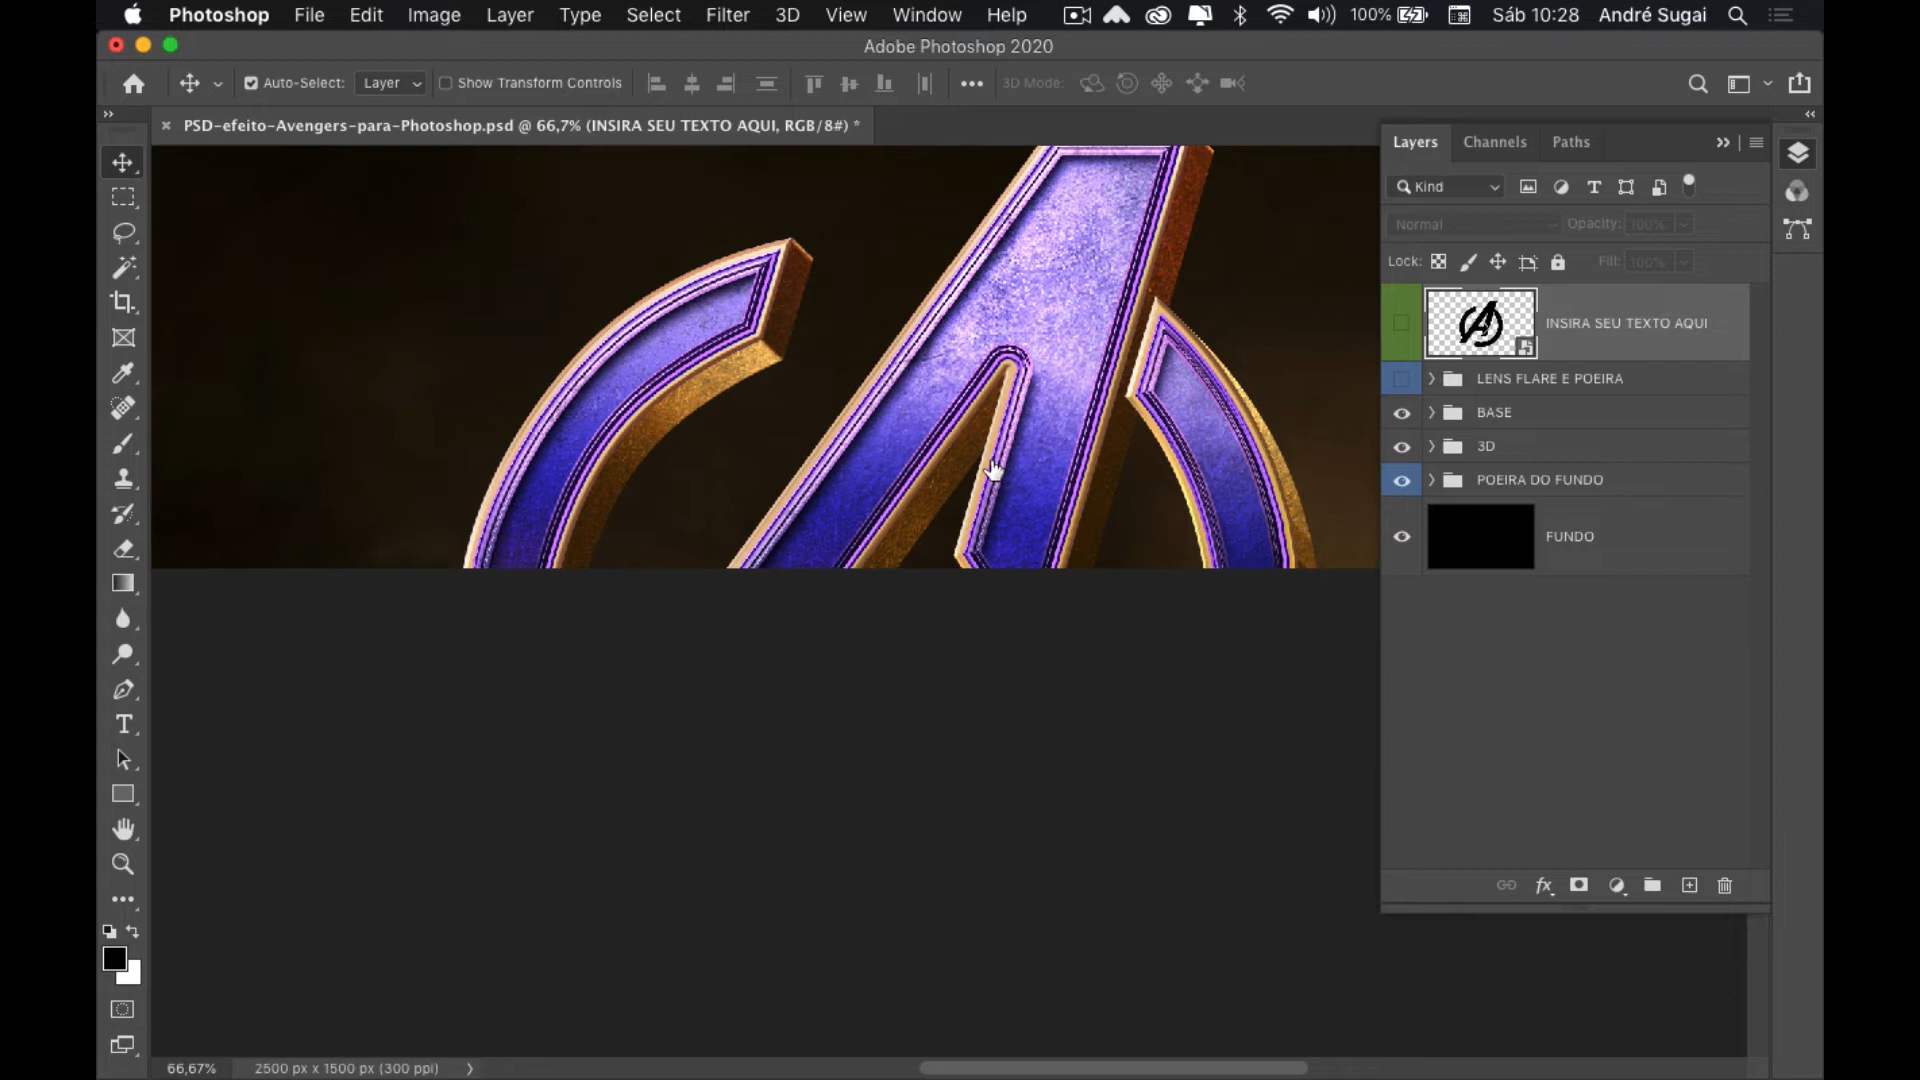 Photoshop File Edit Image Layer Type Select Filter 3D View Window Help 100% Sáb 10:28 André Sugai
Adobe Photoshop 2020
Auto-Select: Layer Show Transform Controls 3D Mode:
PSD-efeito-Avengers-para-Photoshop.psd @ 66,7% (INSIRA SEU TEXTO AQUI, RGB/8#) *
Layers Channels Paths
Kind
Normal Opacity: 100%
Lock: Fill: 100%
INSIRA SEU TEXTO AQUI
LENS FLARE E POEIRA
BASE
3D
POEIRA DO FUNDO
FUNDO
fx
66,67% 2500 px x 1500 px (300 ppi)